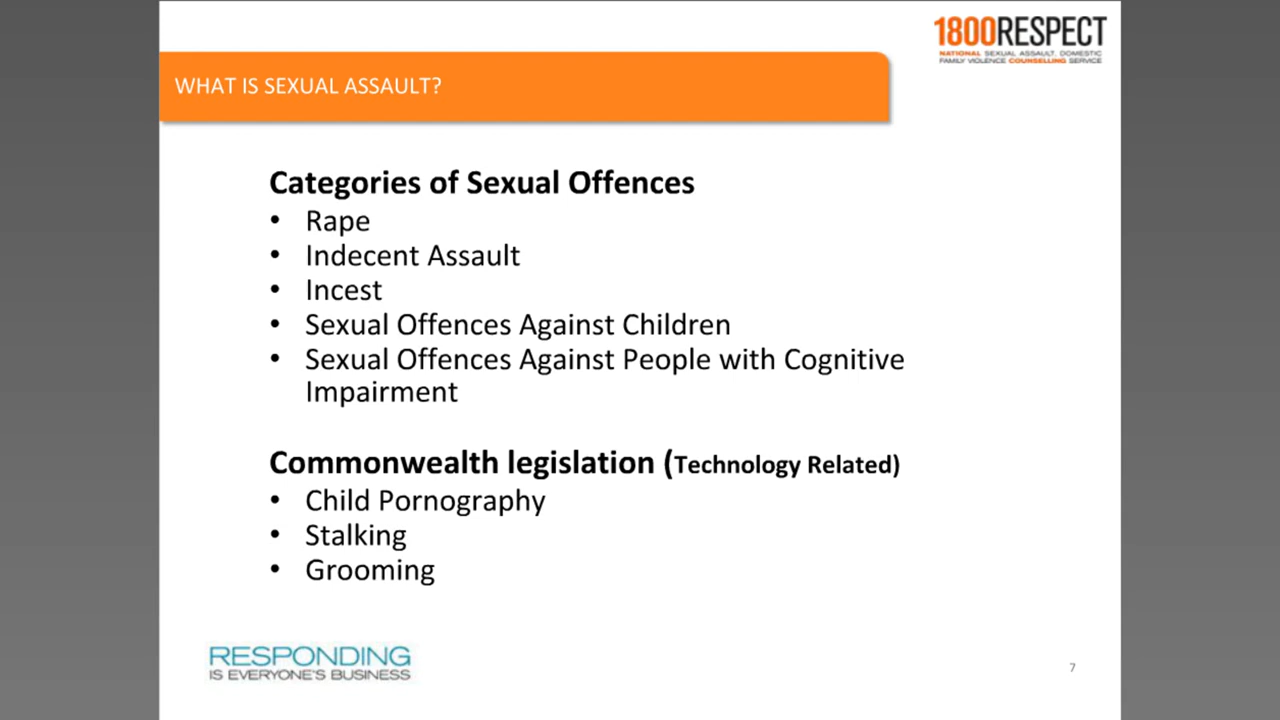 1800RESPECT
NATIONAL SEXUAL ASSAULT, DOMESTIC
FAMILY VIOLENCE COUNSELLING SERVICE
WHAT IS SEXUAL ASSAULT?
Categories of Sexual Offences
• Rape
• Indecent Assault
• Incest
• Sexual Offences Against Children
• Sexual Offences Against People with Cognitive
Impairment
Commonwealth legislation (Technology Related)
• Child Pornography
• Stalking
• Grooming
RESPONDING
IS EVERYONE'S BUSINESS
7